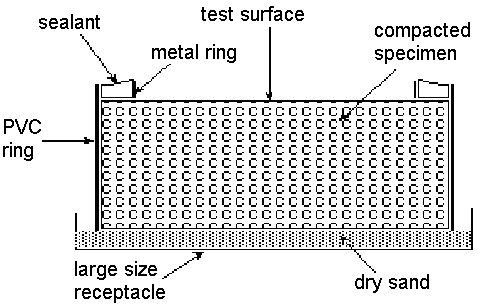 test surface
sealant
metal ring
compacted
specimen
PVC
ring
large size
receptacle
dry sand